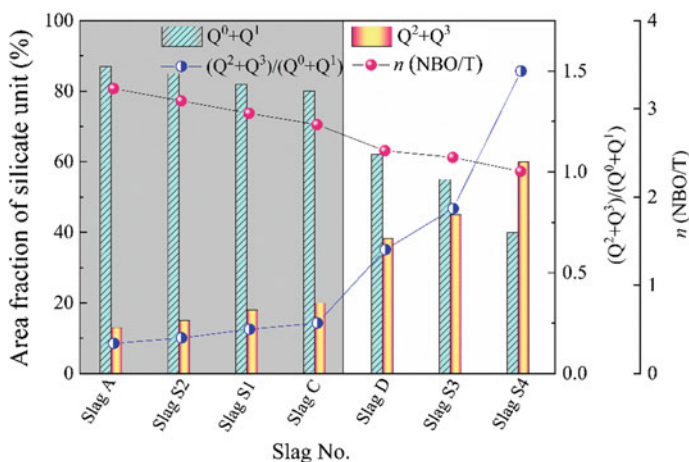 Area fraction of silicate unit (%)
100
80
60
40
20
0
Q⁰+Q¹
Q²+Q³
(Q²+Q³)/(Q⁰+Q¹)
n (NBO/T)
1.5
1.0
0.5
0.0
(Q²+Q³)/(Q⁰+Q¹)
4
3
2
1
0
n (NBO/T)
Slag A
Slag S2
Slag S1
Slag C
Slag D
Slag S3
Slag S4
Slag No.